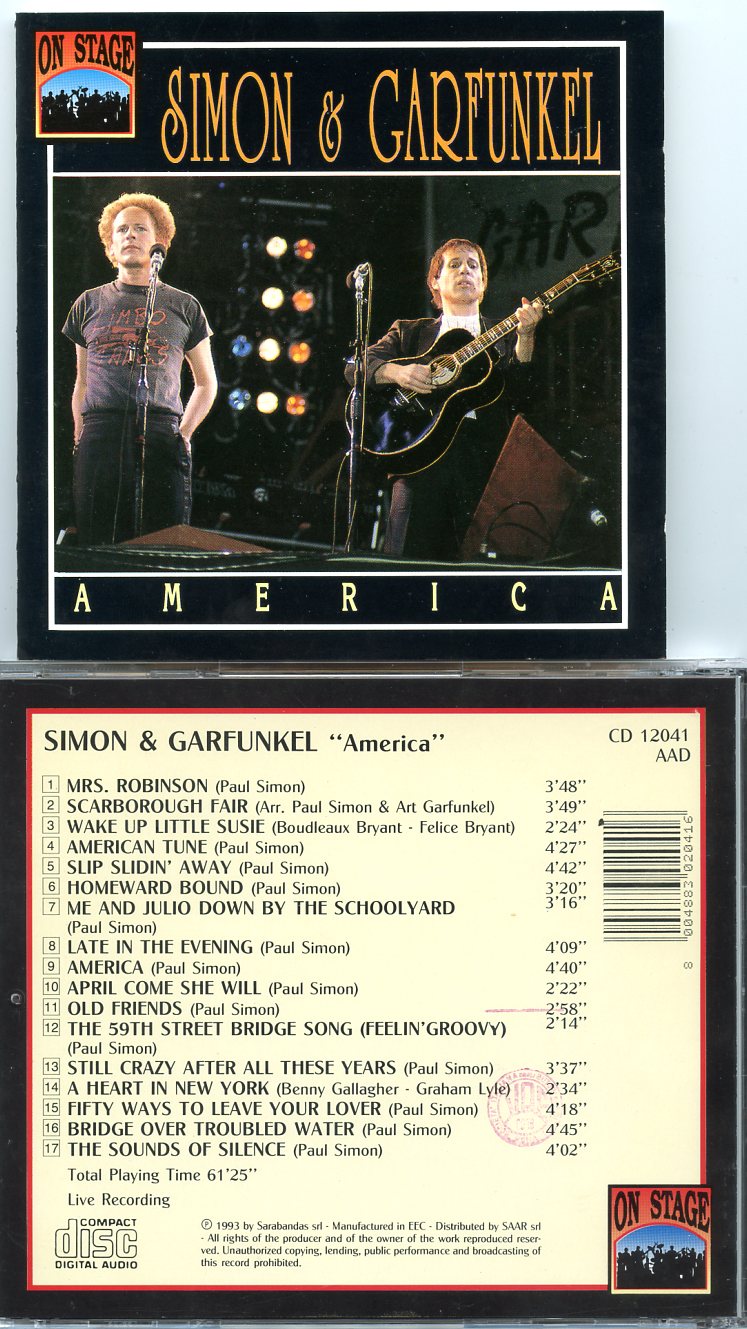 ON STAGE
SIMON & GARFUNKEL
GAR
A M E R I C A
SIMON & GARFUNKEL "America"
CD 12041
AAD
1 MRS. ROBINSON (Paul Simon) 3'48''
2 SCARBOROUGH FAIR (Arr. Paul Simon & Art Garfunkel) 3'49''
3 WAKE UP LITTLE SUSIE (Boudleaux Bryant - Felice Bryant) 2'24''
4 AMERICAN TUNE (Paul Simon) 4'27''
5 SLIP SLIDIN' AWAY (Paul Simon) 4'42''
6 HOMEWARD BOUND (Paul Simon) 3'20''
7 ME AND JULIO DOWN BY THE SCHOOLYARD 3'16''
(Paul Simon)
8 LATE IN THE EVENING (Paul Simon) 4'09''
9 AMERICA (Paul Simon) 4'40''
10 APRIL COME SHE WILL (Paul Simon) 2'22''
11 OLD FRIENDS (Paul Simon) 2'58''
12 THE 59TH STREET BRIDGE SONG (FEELIN'GROOVY) 2'14''
(Paul Simon)
13 STILL CRAZY AFTER ALL THESE YEARS (Paul Simon) 3'37''
14 A HEART IN NEW YORK (Benny Gallagher - Graham Lyle) 2'34''
15 FIFTY WAYS TO LEAVE YOUR LOVER (Paul Simon) 4'18''
16 BRIDGE OVER TROUBLED WATER (Paul Simon) 4'45''
17 THE SOUNDS OF SILENCE (Paul Simon) 4'02''
Total Playing Time 61'25''
Live Recording
8 004883 020416
COMPACT
disc
DIGITAL AUDIO
℗ 1993 by Sarabandas srl - Manufactured in EEC - Distributed by SAAR srl
- All rights of the producer and of the owner of the work reproduced reser-
ved. Unauthorized copying, lending, public performance and broadcasting of
this record prohibited.
ON STAGE